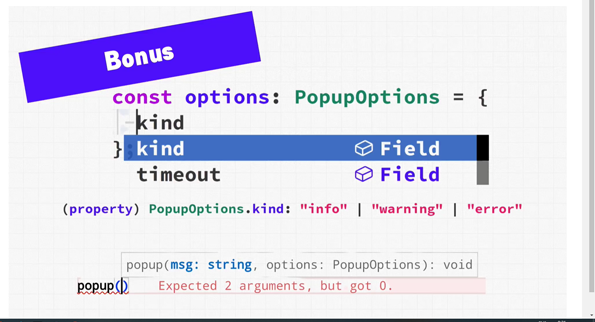 Bonus
const options: PopupOptions = {
kind
};
kind Field
timeout Field
(property) PopupOptions.kind: "info" | "warning" | "error"
popup(msg: string, options: PopupOptions): void
popup() Expected 2 arguments, but got 0.